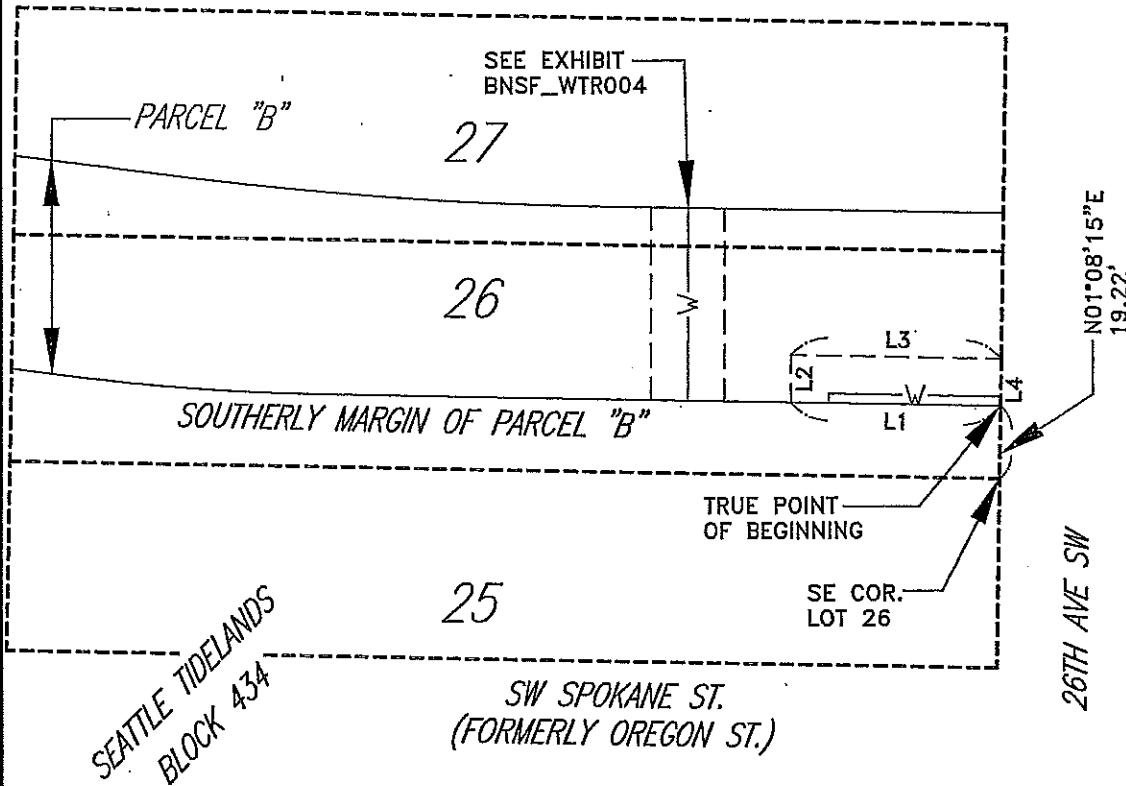 SEE EXHIBIT
BNSF_WTR004
PARCEL "B"
27
26
W
N01°08'15"E
19.22'
L3
L2
W
L4
L1
SOUTHERLY MARGIN OF PARCEL "B"
TRUE POINT
OF BEGINNING
25
SE COR.
LOT 26
26TH AVE SW
SEATTLE TIDELANDS
BLOCK 434
SW SPOKANE ST.
(FORMERLY OREGON ST.)